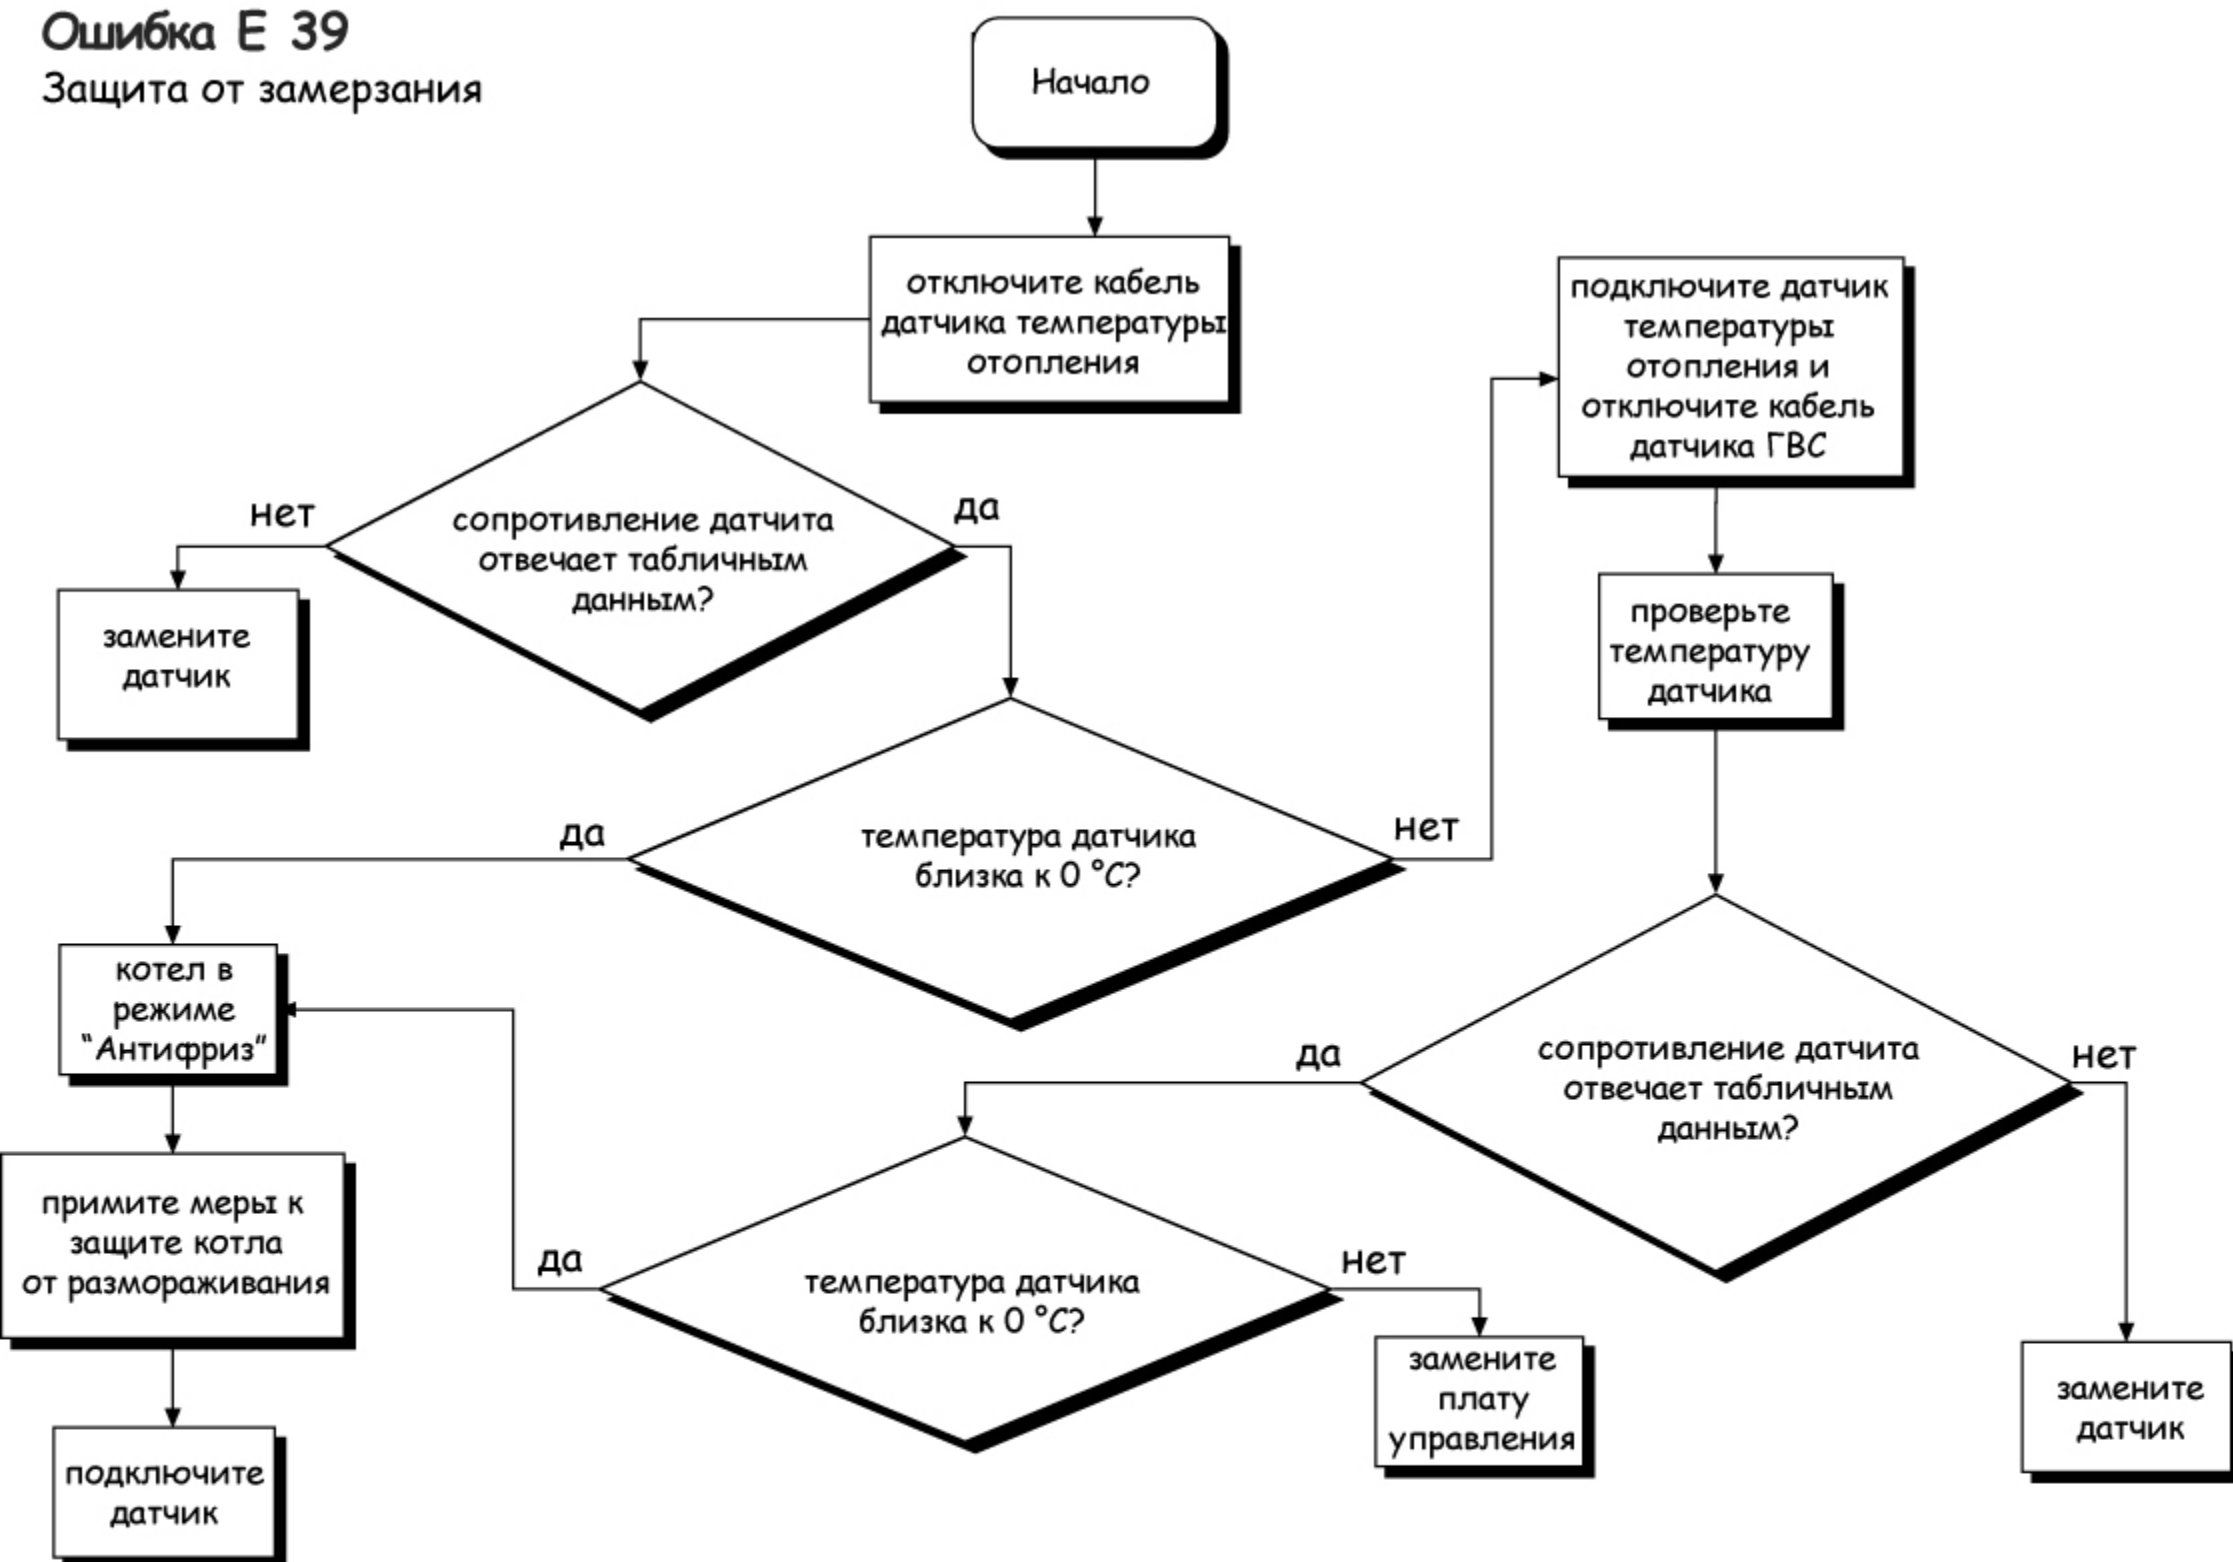 Ошибка Е 39
Защита от замерзания
Начало
отключите кабель
датчика температуры
отопления
подключите датчик
температуры
отопления и
отключите кабель
датчика ГВС
нет
сопротивление датчита
отвечает табличным
данным?
да
замените
датчик
проверьте
температуру
датчика
да
температура датчика
близка к 0 °С?
нет
котел в
режиме
“Антифриз”
да
сопротивление датчита
отвечает табличным
данным?
нет
примите меры к
защите котла
от размораживания
да
температура датчика
близка к 0 °С?
нет
замените
плату
управления
замените
датчик
подключите
датчик